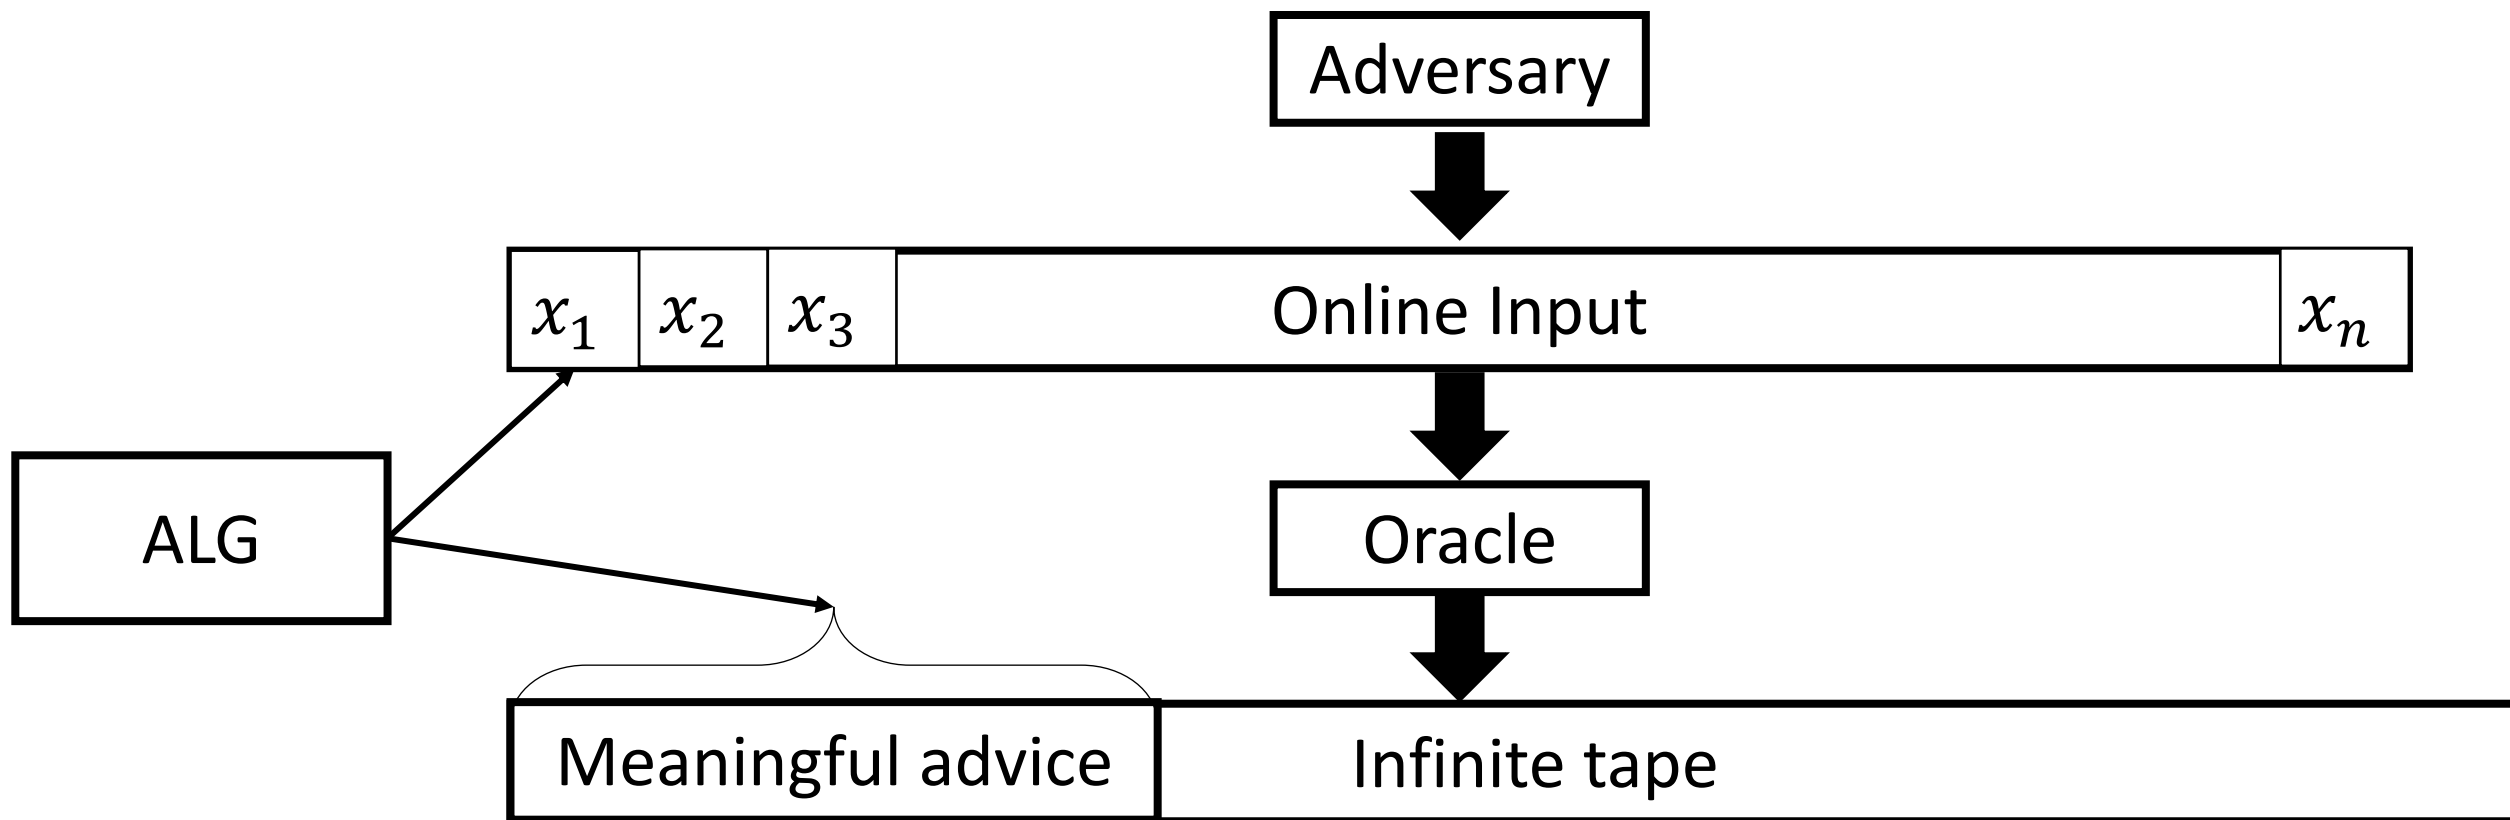 Adversary
x₁ x₂ x₃ Online Input xₙ
ALG
Oracle
Meaningful advice Infinite tape